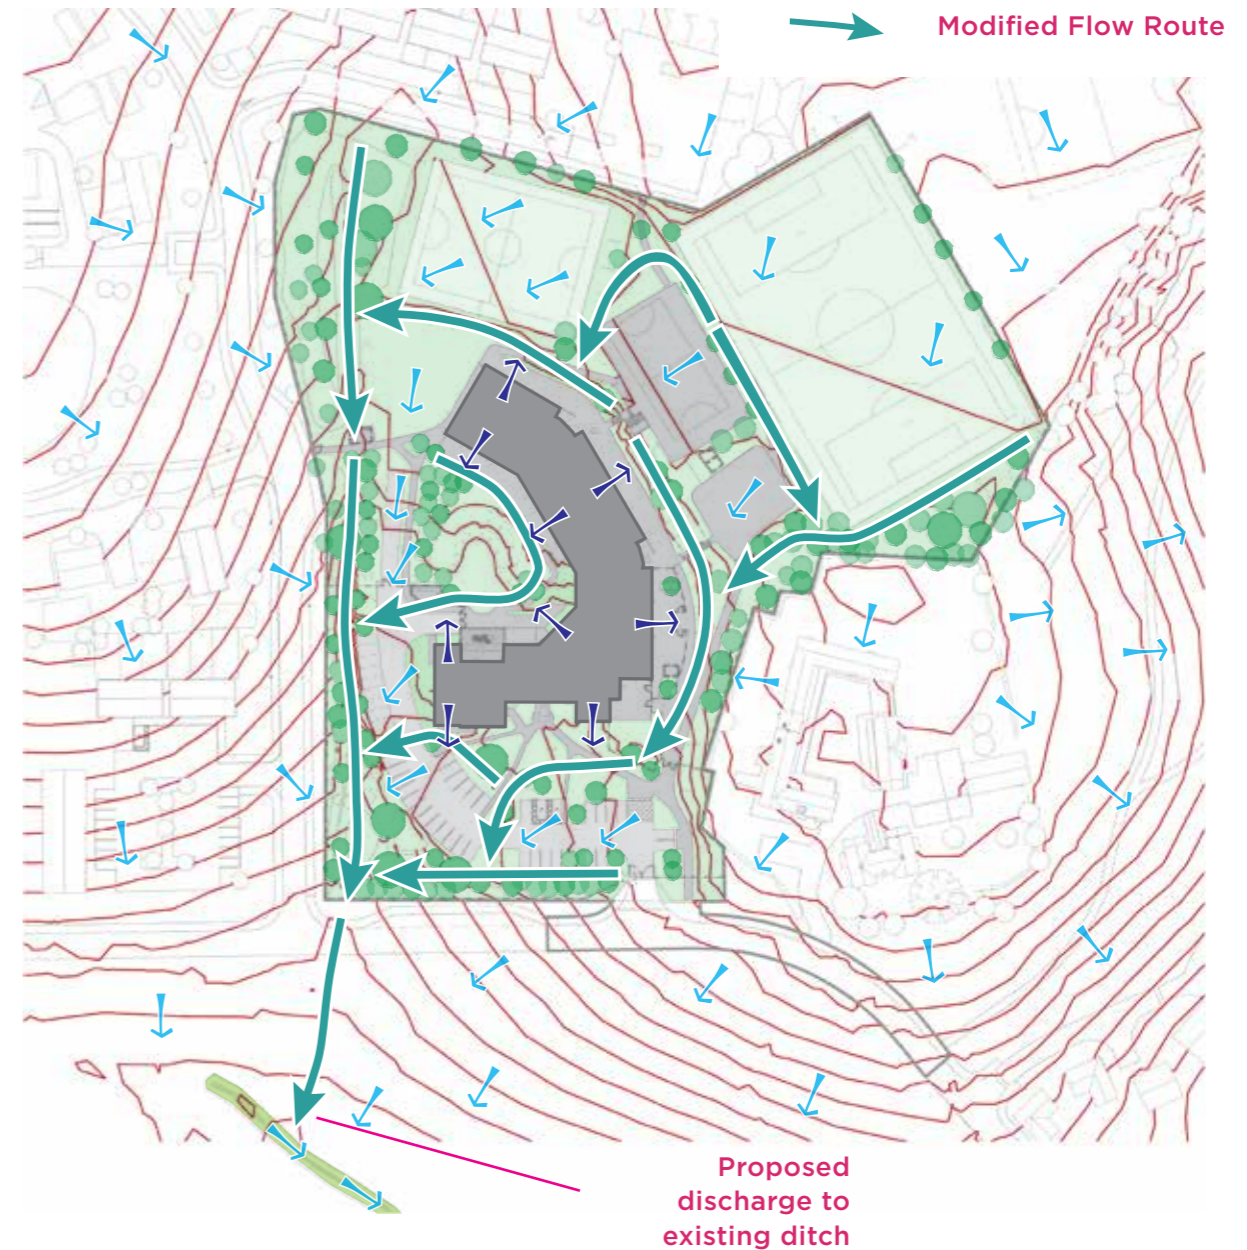 Modified Flow Route
Proposed
discharge to
existing ditch